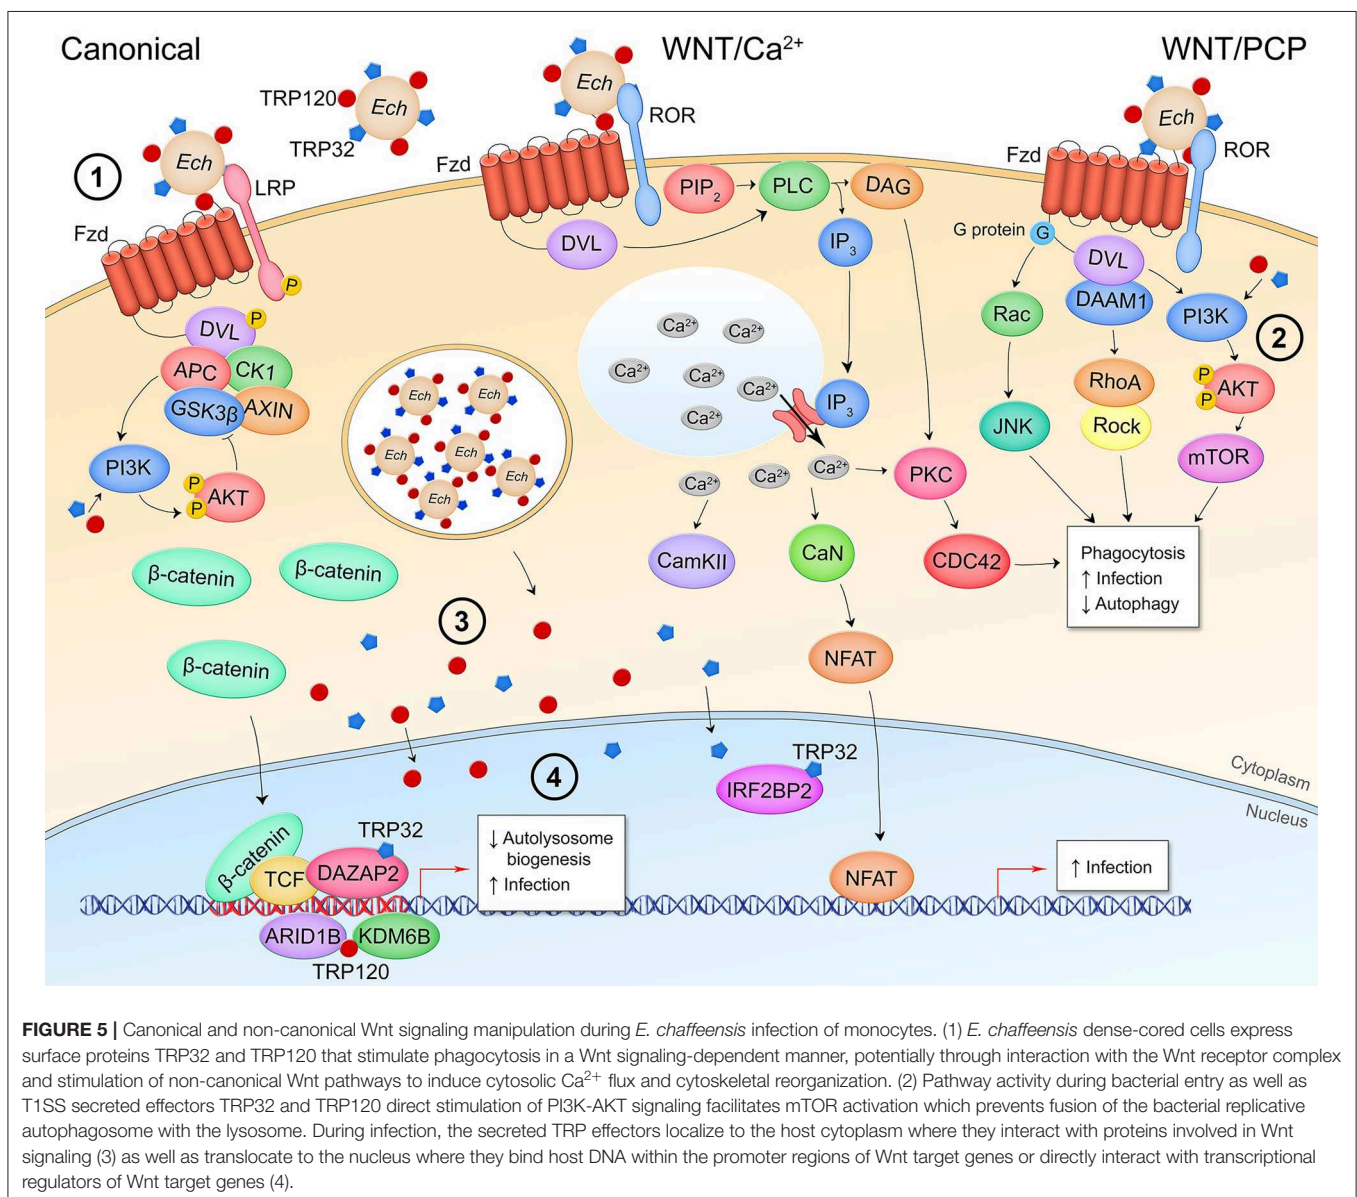 Canonical
WNT/Ca²⁺
WNT/PCP
TRP120
Ech
TRP32
Ech
ROR
Fzd
Ech
ROR
Fzd
1
Ech
LRP
Fzd
P
PIP₂
PLC
DAG
DVL
IP₃
G protein
G
DVL
DAAM1
Rac
PI3K
2
P
DVL
APC
CK1
GSK3β
AXIN
PI3K
P
P
AKT
Ca²⁺
Ca²⁺
Ca²⁺
Ca²⁺
Ca²⁺
Ca²⁺
IP₃
Ech
Ech
Ech
Ech
Ech
Ech
RhoA
Rock
JNK
P
P
AKT
mTOR
Ca²⁺
Ca²⁺
Ca²⁺
PKC
CamKII
CaN
CDC42
Phagocytosis
↑ Infection
↓ Autophagy
β-catenin
β-catenin
β-catenin
3
NFAT
4
TRP32
IRF2BP2
Cytoplasm
Nucleus
β-catenin
TCF
TRP32
DAZAP2
↓ Autolysosome
biogenesis
↑ Infection
NFAT
↑ Infection
ARID1B
KDM6B
TRP120
FIGURE 5 | Canonical and non-canonical Wnt signaling manipulation during E. chaffeensis infection of monocytes. (1) E. chaffeensis dense-cored cells express
surface proteins TRP32 and TRP120 that stimulate phagocytosis in a Wnt signaling-dependent manner, potentially through interaction with the Wnt receptor complex
and stimulation of non-canonical Wnt pathways to induce cytosolic Ca²⁺ flux and cytoskeletal reorganization. (2) Pathway activity during bacterial entry as well as
T1SS secreted effectors TRP32 and TRP120 direct stimulation of PI3K-AKT signaling facilitates mTOR activation which prevents fusion of the bacterial replicative
autophagosome with the lysosome. During infection, the secreted TRP effectors localize to the host cytoplasm where they interact with proteins involved in Wnt
signaling (3) as well as translocate to the nucleus where they bind host DNA within the promoter regions of Wnt target genes or directly interact with transcriptional
regulators of Wnt target genes (4).